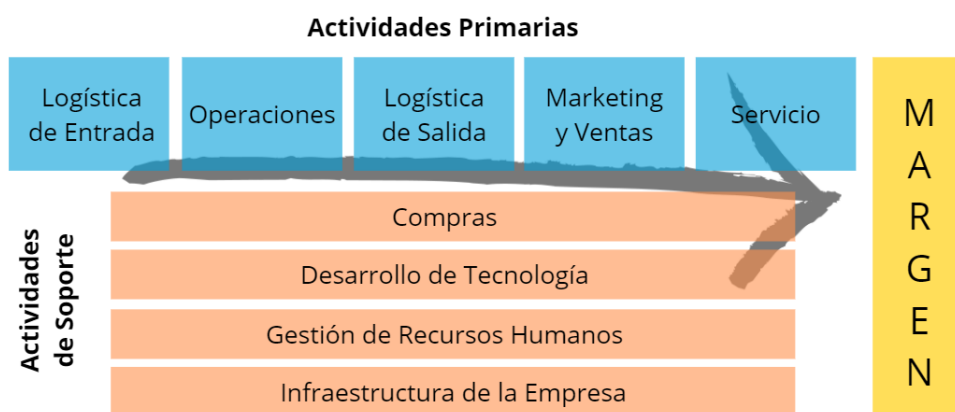 Actividades Primarias
Logística
de Entrada
Operaciones
Logística
de Salida
Marketing
y Ventas
Servicio
MARGEN
Actividades
de Soporte
Compras
Desarrollo de Tecnología
Gestión de Recursos Humanos
Infraestructura de la Empresa